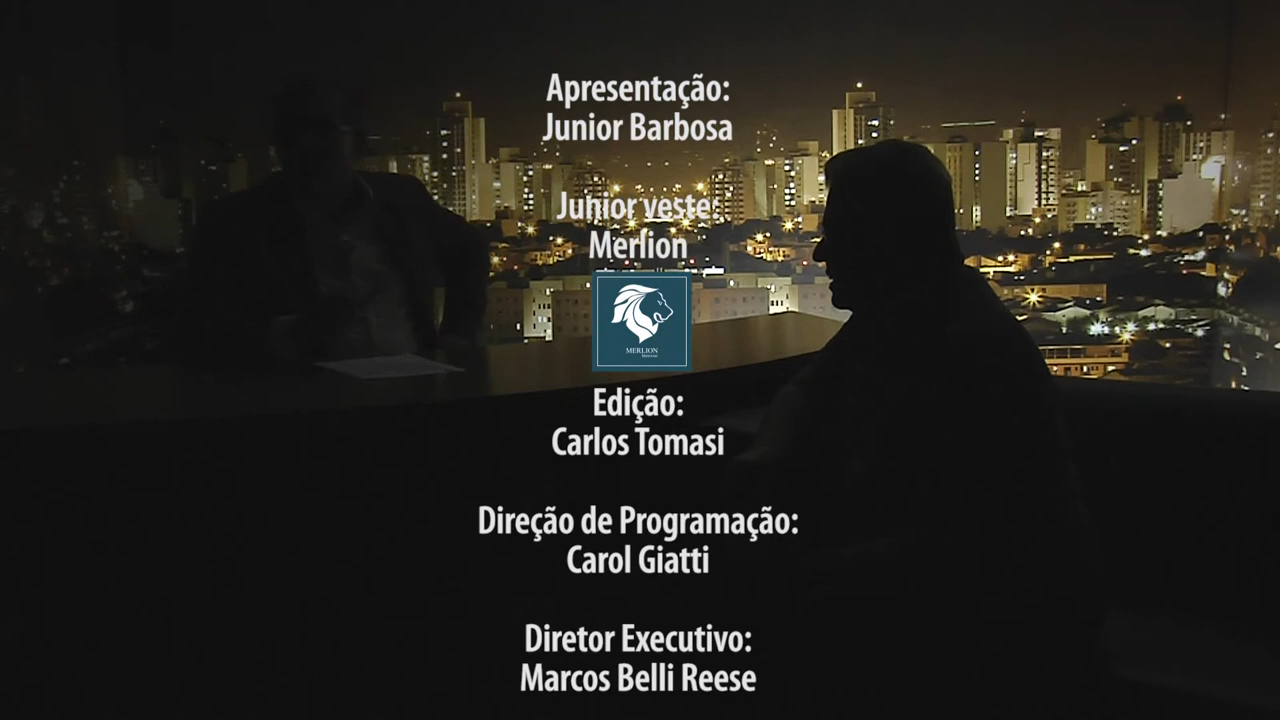 Apresentação:
Junior Barbosa
Junior veste:
Merlion
MERLION
Edição:
Carlos Tomasi
Direção de Programação:
Carol Giatti
Diretor Executivo:
Marcos Belli Reese